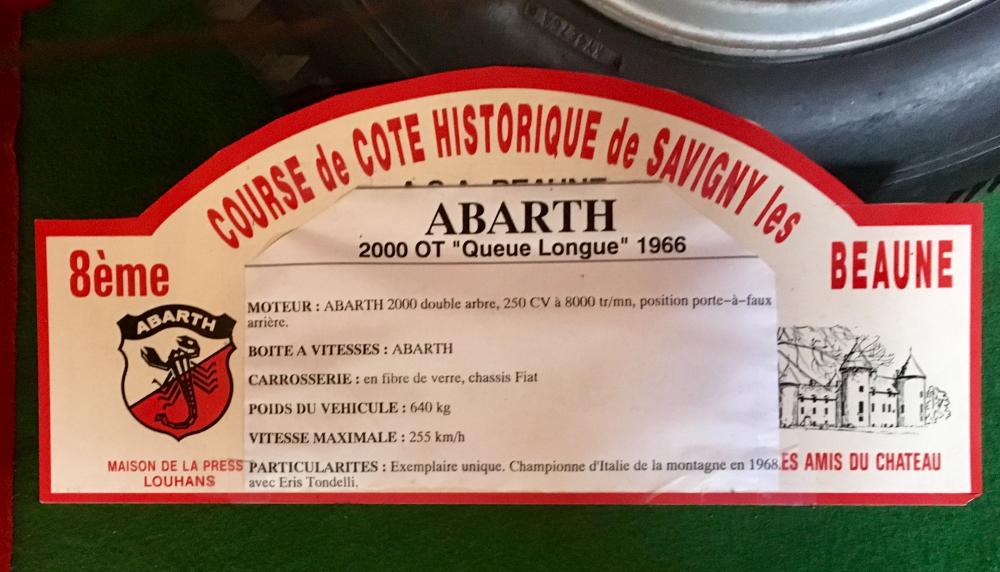 COURSE de COTE HISTORIQUE de SAVIGNY les
8ème
BEAUNE
ABARTH
2000 OT "Queue Longue" 1966
MOTEUR : ABARTH 2000 double arbre, 250 CV à 8000 tr/mn, position porte-à-faux
arrière.
BOITE A VITESSES : ABARTH
CARROSSERIE : en fibre de verre, chassis Fiat
POIDS DU VEHICULE : 640 kg
VITESSE MAXIMALE : 255 km/h
PARTICULARITES : Exemplaire unique. Championne d'Italie de la montagne en 1968
avec Eris Tondelli.
ABARTH
MAISON DE LA PRESS
LOUHANS
ES AMIS DU CHATEAU